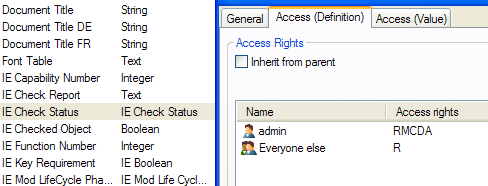 Document Title String
Document Title DE String
Document Title FR String
Font Table Text
IE Capability Number Integer
IE Check Report Text
IE Check Status IE Check Status
IE Checked Object Boolean
IE Function Number Integer
IE Key Requirement IE Boolean
IE Mod LifeCycle Pha... IE Mod Life Cycl...
General Access (Definition) Access (Value)
Access Rights
Inherit from parent
Name Access rights
admin RMCDA
Everyone else R